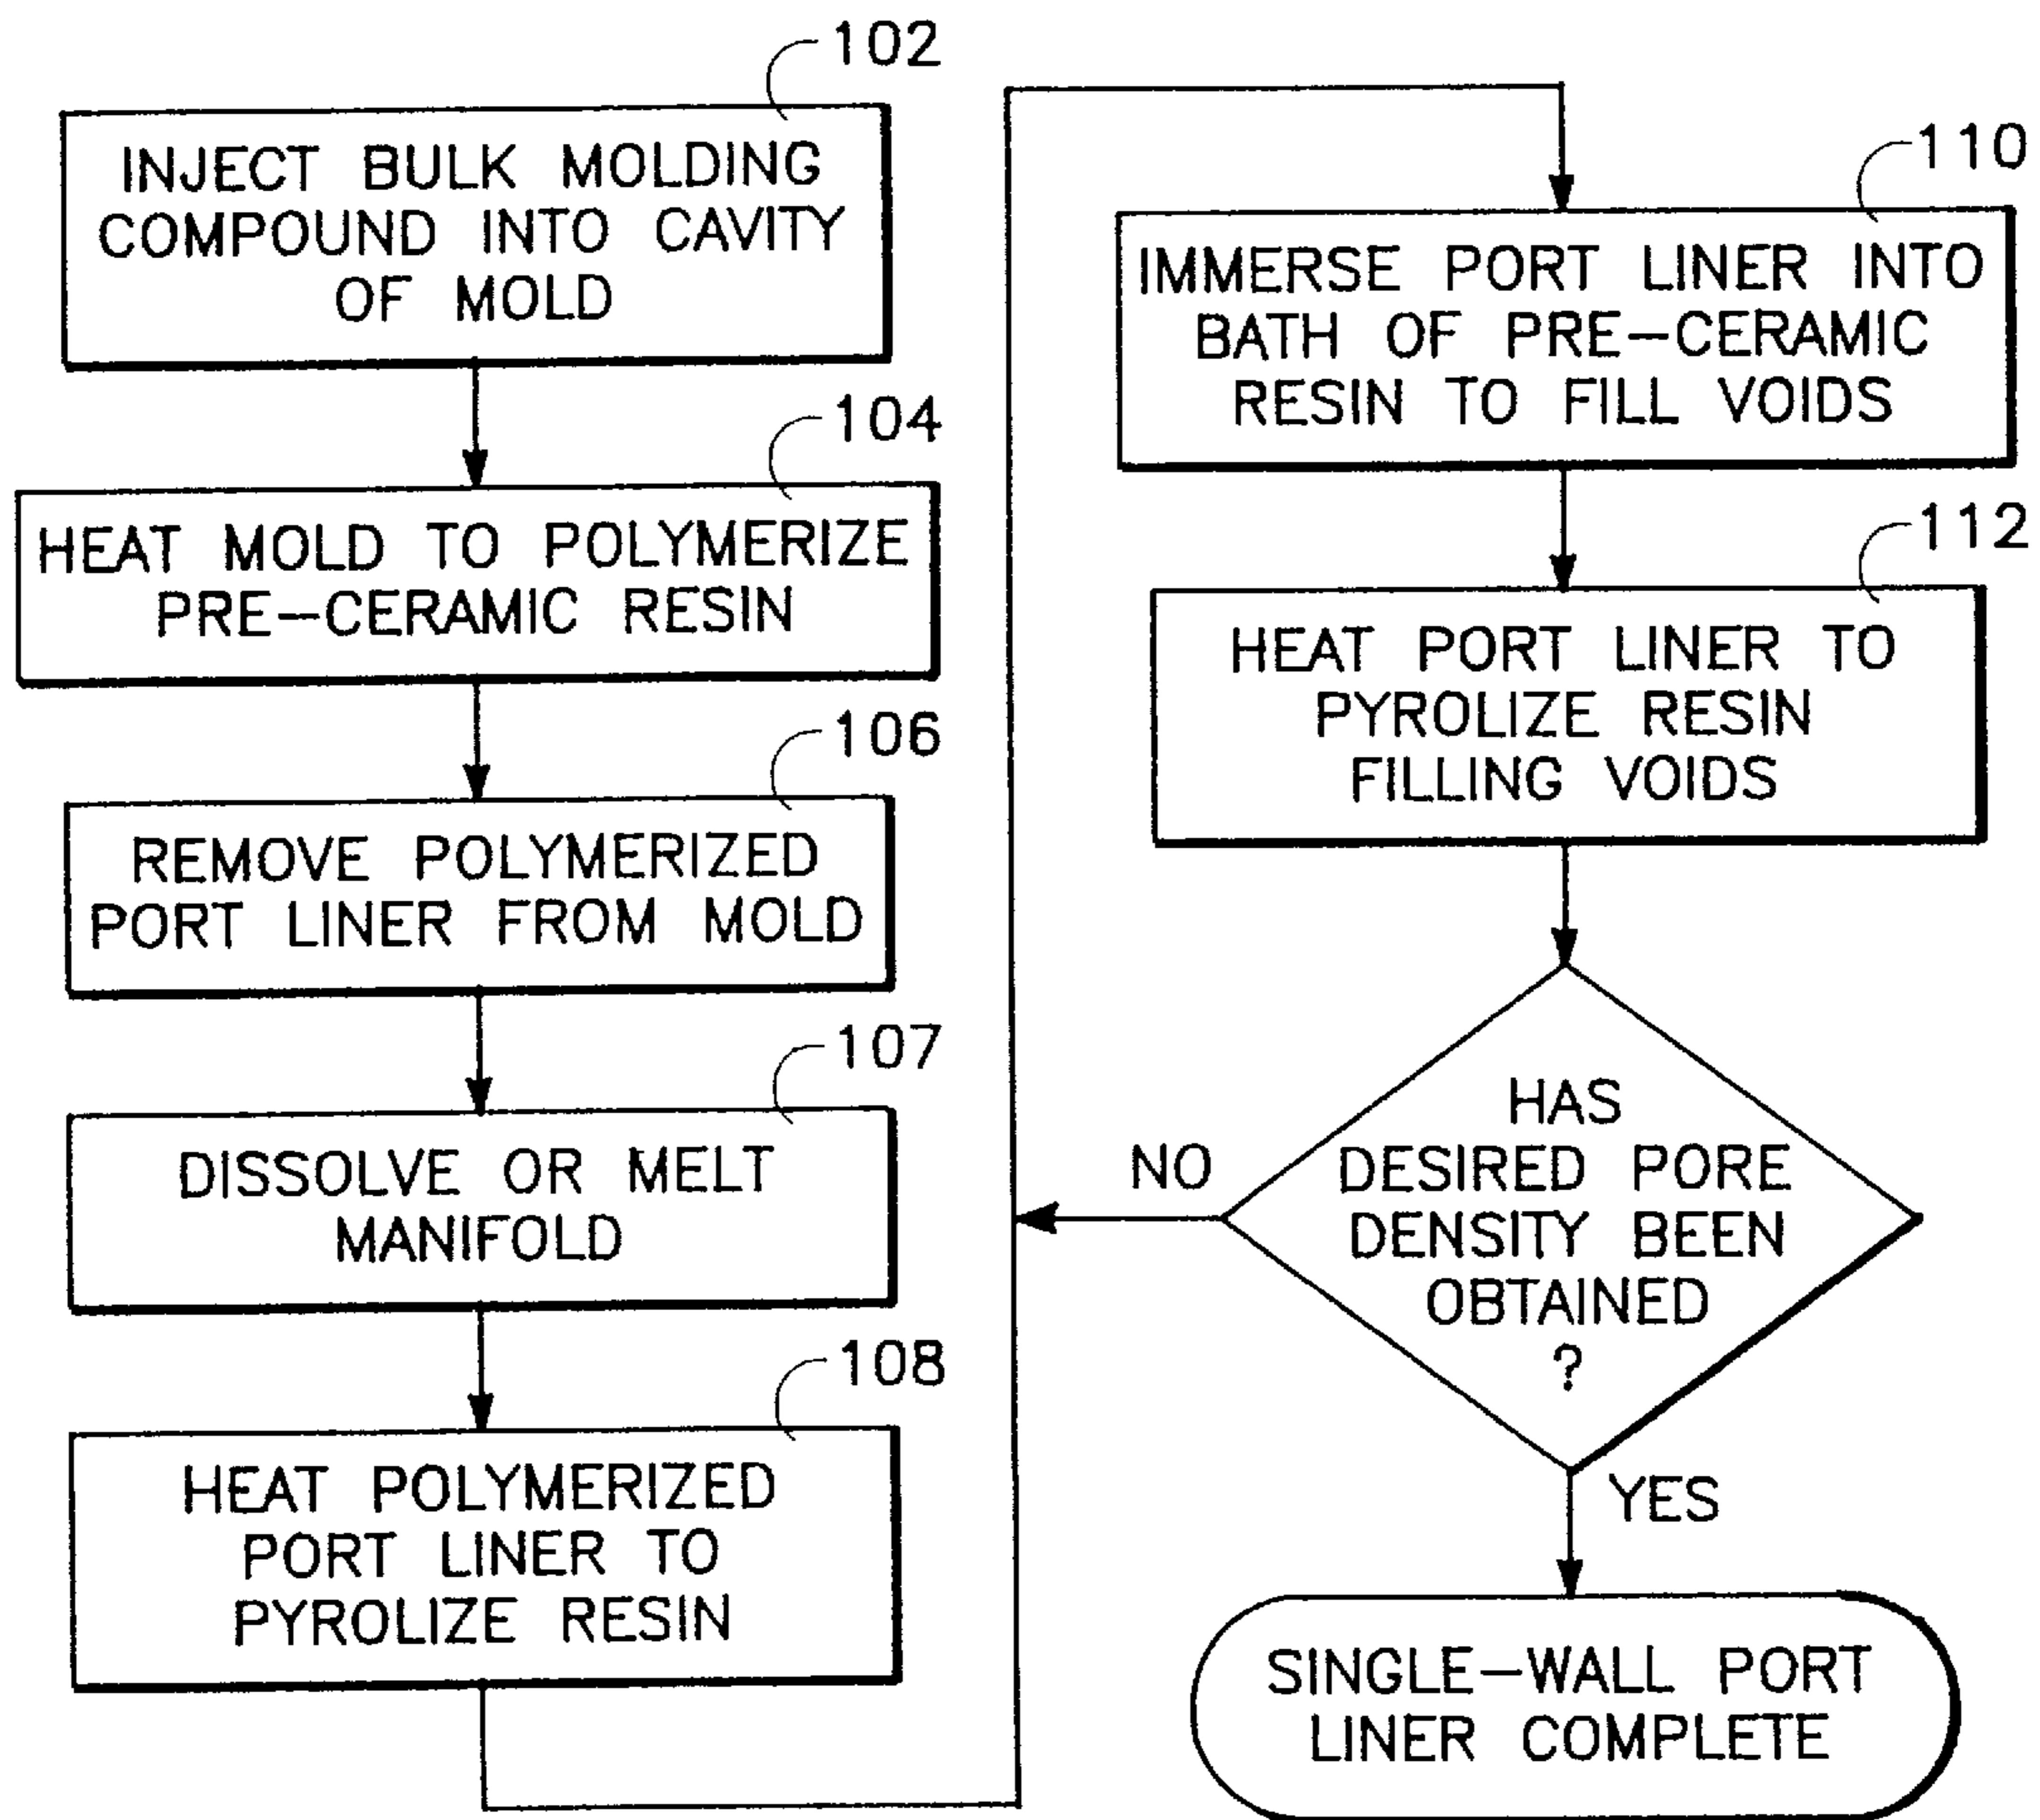 102
INJECT BULK MOLDING
COMPOUND INTO CAVITY
OF MOLD
104
HEAT MOLD TO POLYMERIZE
PRE-CERAMIC RESIN
106
REMOVE POLYMERIZED
PORT LINER FROM MOLD
107
DISSOLVE OR MELT
MANIFOLD
108
HEAT POLYMERIZED
PORT LINER TO
PYROLIZE RESIN
110
IMMERSE PORT LINER INTO
BATH OF PRE-CERAMIC
RESIN TO FILL VOIDS
112
HEAT PORT LINER TO
PYROLIZE RESIN
FILLING VOIDS
HAS
DESIRED PORE
DENSITY BEEN
OBTAINED
?
NO
YES
SINGLE-WALL PORT
LINER COMPLETE